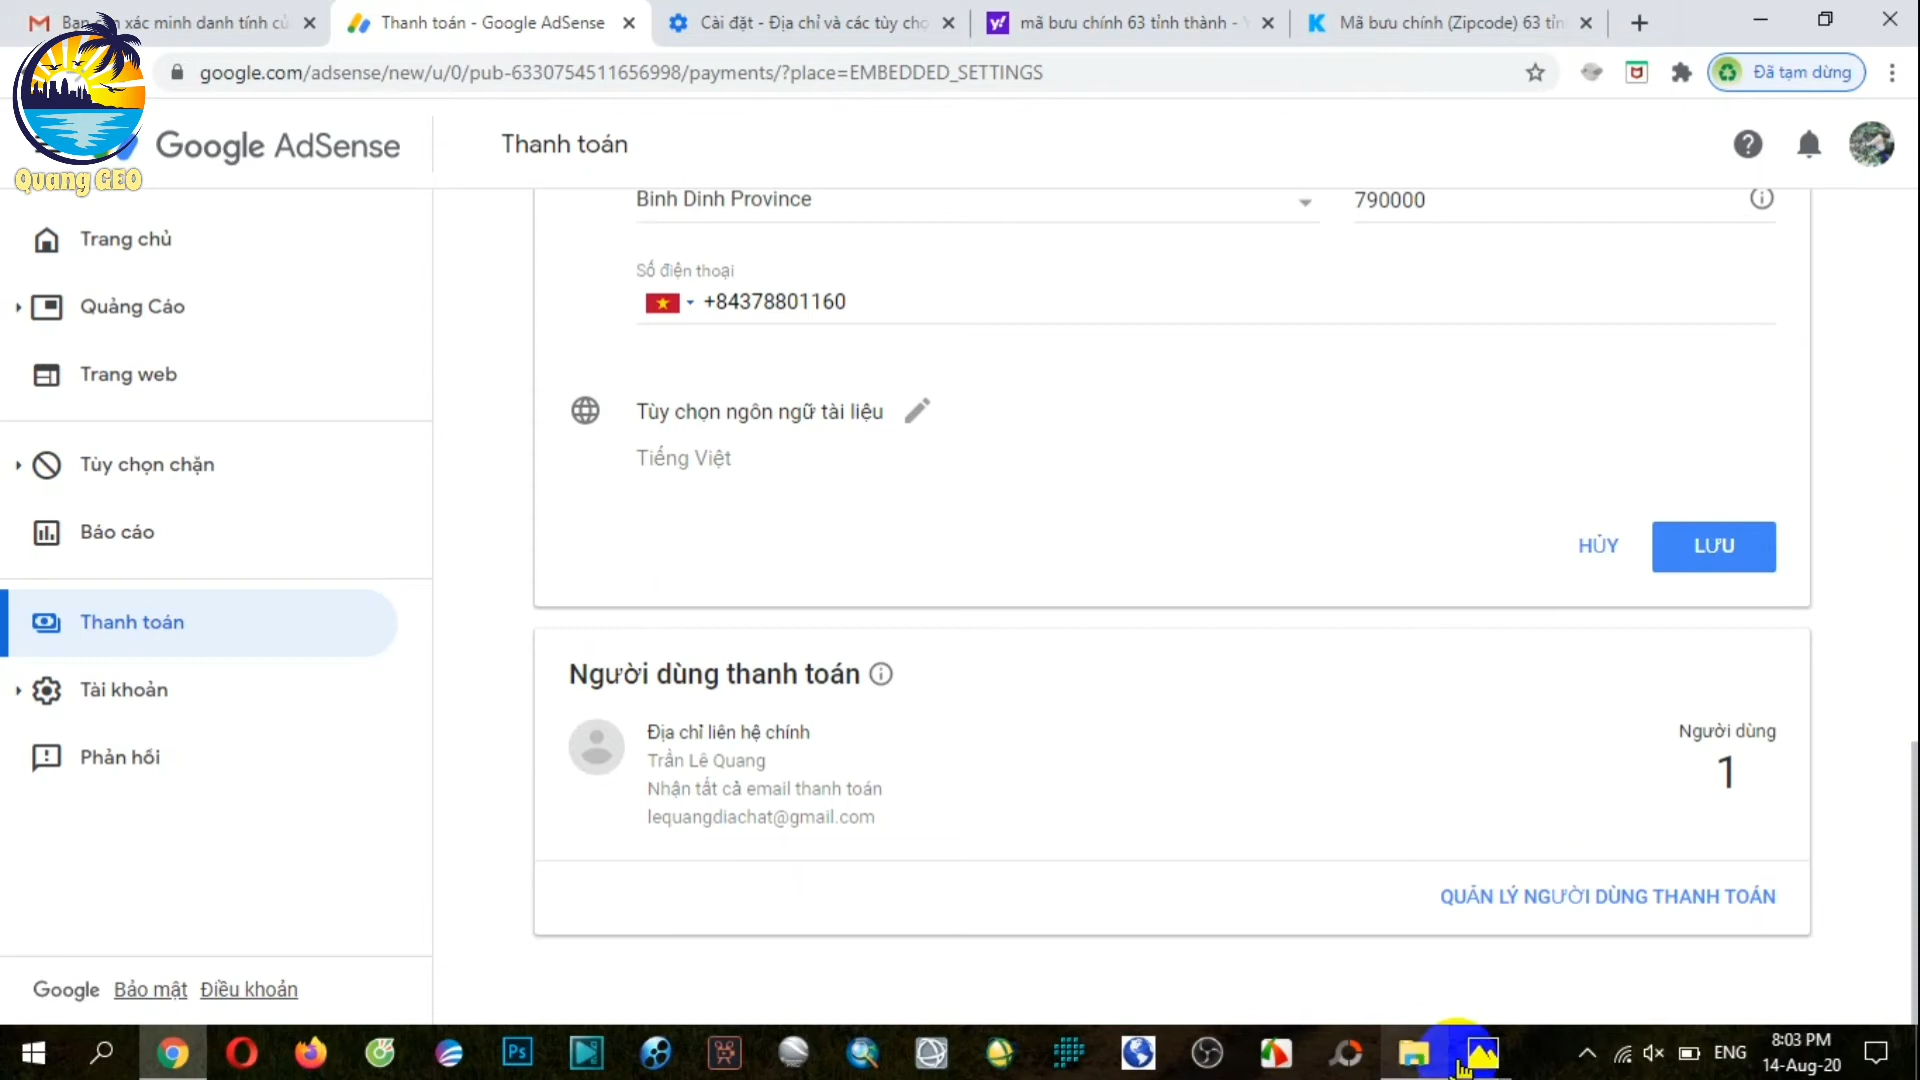 xác minh danh tính củ
Thanh toán - Google AdSense
Cài đặt - Địa chỉ và các tùy chọ
mã bưu chính 63 tỉnh thành -
Mã bưu chính (Zipcode) 63 tỉn
google.com/adsense/new/u/0/pub-6330754511656998/payments/?place=EMBEDDED_SETTINGS
Đã tạm dừng
Quang GEO
Google AdSense
Thanh toán
Trang chủ
Quảng Cáo
Trang web
Tùy chọn chặn
Báo cáo
Thanh toán
Tài khoản
Phản hồi
Google Bảo mật Điều khoản
Binh Dinh Province
790000
Số điện thoại
+84378801160
Tùy chọn ngôn ngữ tài liệu
Tiếng Việt
HỦY
LƯU
Người dùng thanh toán
Địa chỉ liên hệ chính
Trần Lê Quang
Nhận tất cả email thanh toán
lequangdiachat@gmail.com
Người dùng
1
QUẢN LÝ NGƯỜI DÙNG THANH TOÁN
Ps
ENG
8:03 PM
14-Aug-20